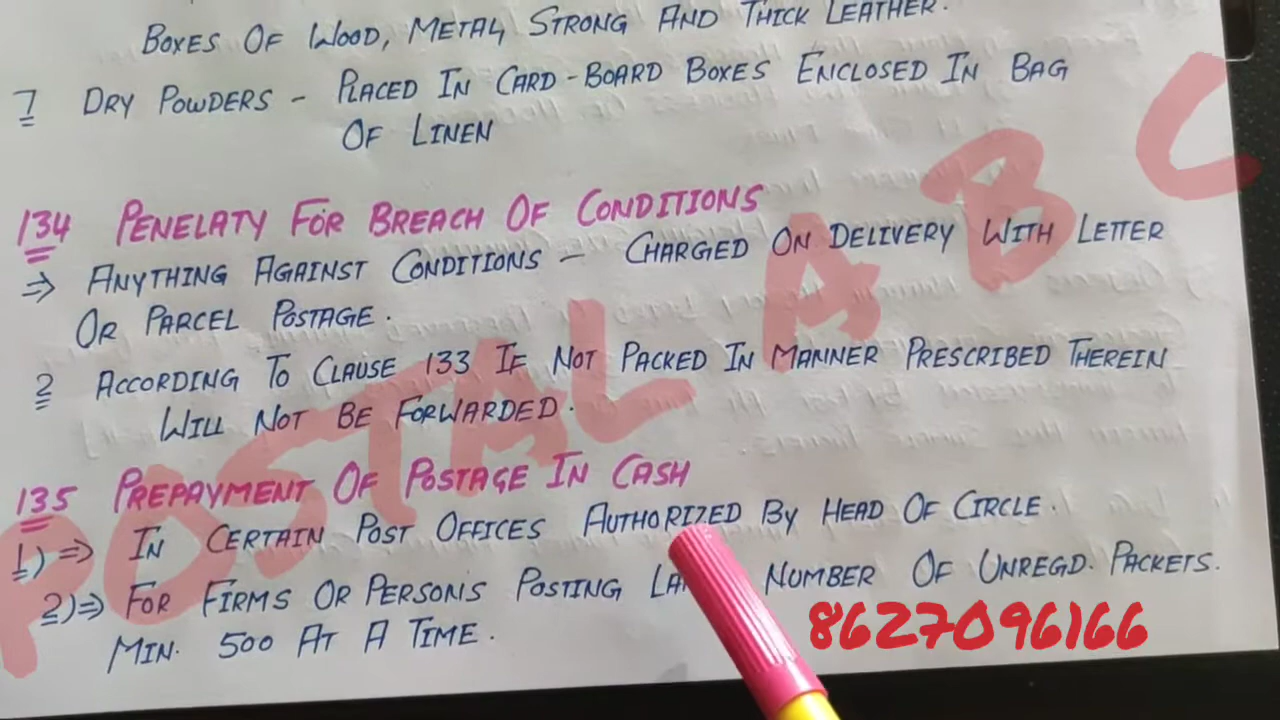 BOXES OF WOOD, METAL, STRONG AND THICK LEATHER.
7 DRY POWDERS - PLACED IN CARD-BOARD BOXES ENCLOSED IN BAG
OF LINEN
134 PENELATY FOR BREACH OF CONDITIONS
⇒ ANYTHING AGAINST CONDITIONS - CHARGED ON DELIVERY WITH LETTER
OR PARCEL POSTAGE.
2 ACCORDING TO CLAUSE 133 IF NOT PACKED IN MANNER PRESCRIBED THEREIN
WILL NOT BE FORWARDED.
135 PREPAYMENT OF POSTAGE IN CASH
1) ⇒ IN CERTAIN POST OFFICES AUTHORIZED BY HEAD OF CIRCLE.
2) ⇒ FOR FIRMS OR PERSONS POSTING NUMBER OF UNREGD. PACKETS.
MIN. 500 AT A TIME.
8627096166
POSTAL ABC